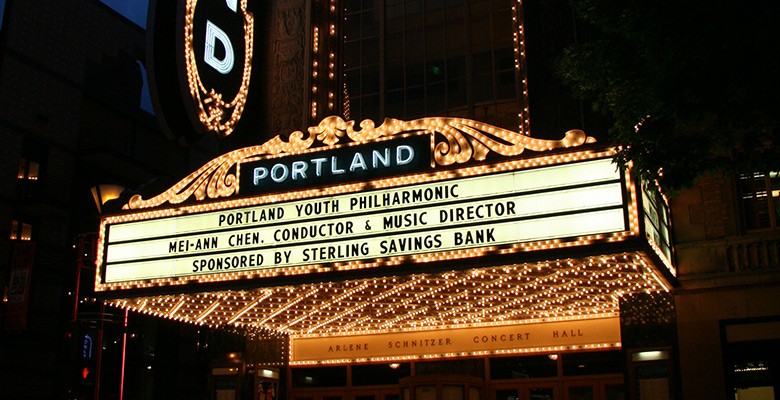 D
PORTLAND
PORTLAND YOUTH PHILHARMONIC
MEI-ANN CHEN, CONDUCTOR & MUSIC DIRECTOR
SPONSORED BY STERLING SAVINGS BANK
ARLENE SCHNITZER CONCERT HALL